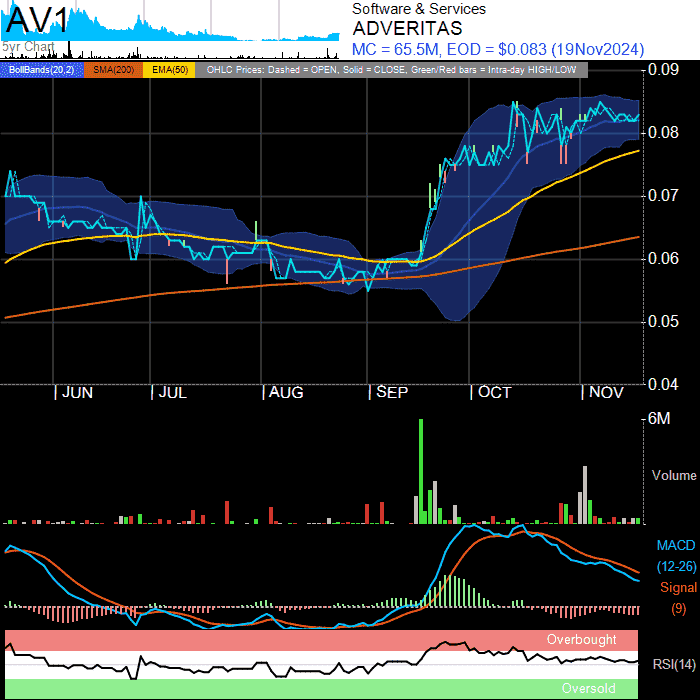 AV1
5yr Chart
Software & Services
ADVERITAS
MC = 65.5M, EOD = $0.083 (19Nov2024)
BollBands(20,2) SMA(200) EMA(50) OHLC Prices: Dashed = OPEN, Solid = CLOSE, Green/Red bars = Intra-day HIGH/LOW
0.09
0.08
0.07
0.06
0.05
0.04
JUN JUL AUG SEP OCT NOV
6M
Volume
MACD
(12-26)
Signal
(9)
Overbought
RSI(14)
Oversold